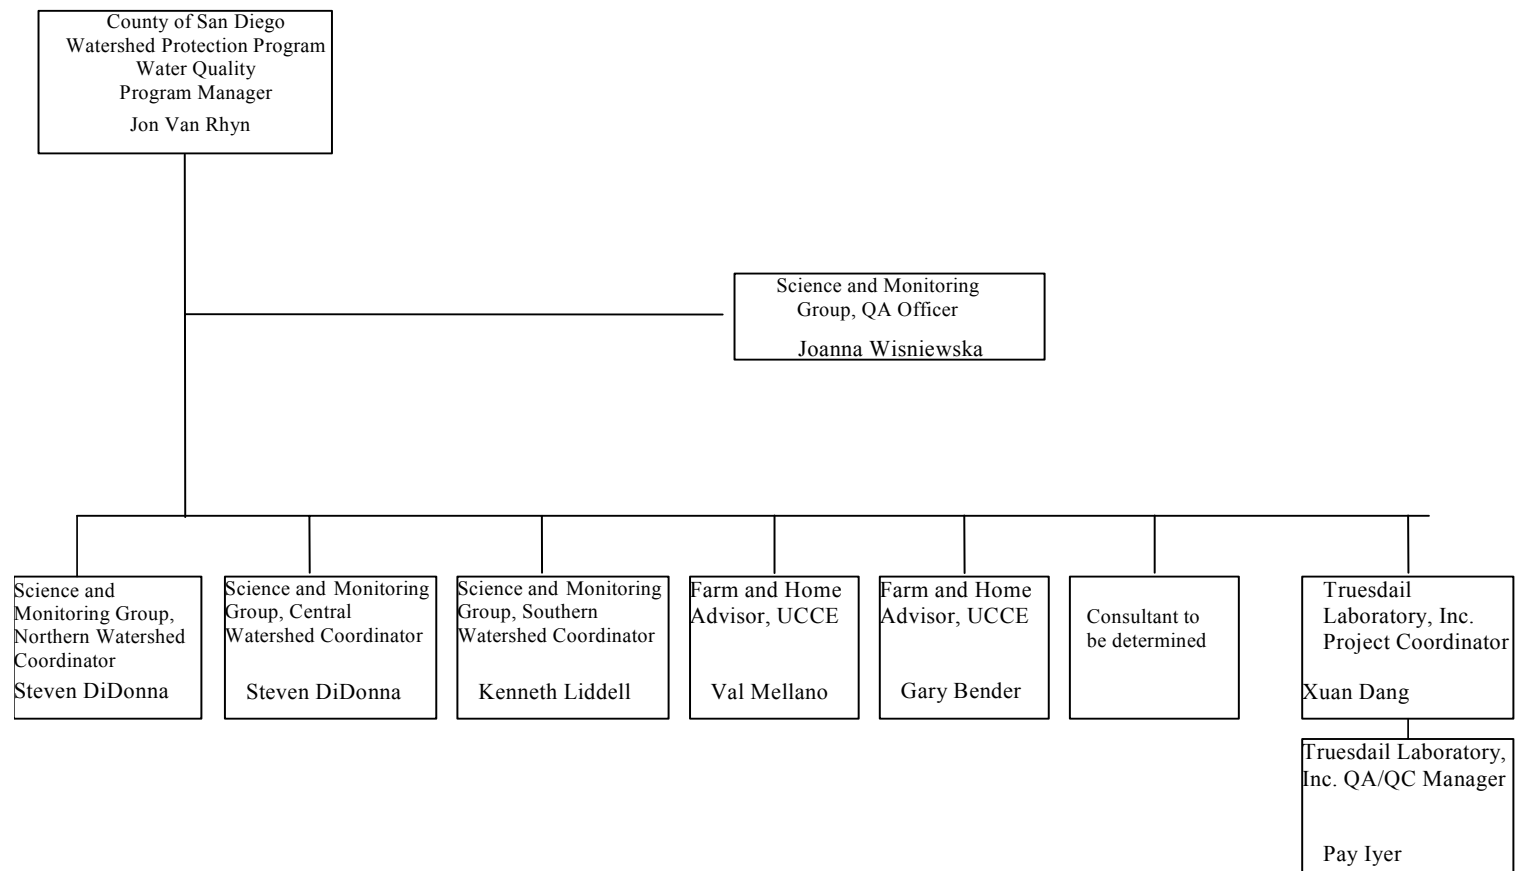 County of San Diego
Watershed Protection Program
Water Quality
Program Manager
Jon Van Rhyn
Science and Monitoring
Group, QA Officer
Joanna Wisniewska
Science and
Monitoring Group,
Northern Watershed
Coordinator
Steven DiDonna
Science and Monitoring
Group, Central
Watershed Coordinator
Steven DiDonna
Science and Monitoring
Group, Southern
Watershed Coordinator
Kenneth Liddell
Farm and Home
Advisor, UCCE
Val Mellano
Farm and Home
Advisor, UCCE
Gary Bender
Consultant to
be determined
Truesdail
Laboratory, Inc.
Project Coordinator
Xuan Dang
Truesdail Laboratory,
Inc. QA/QC Manager
Pay Iyer